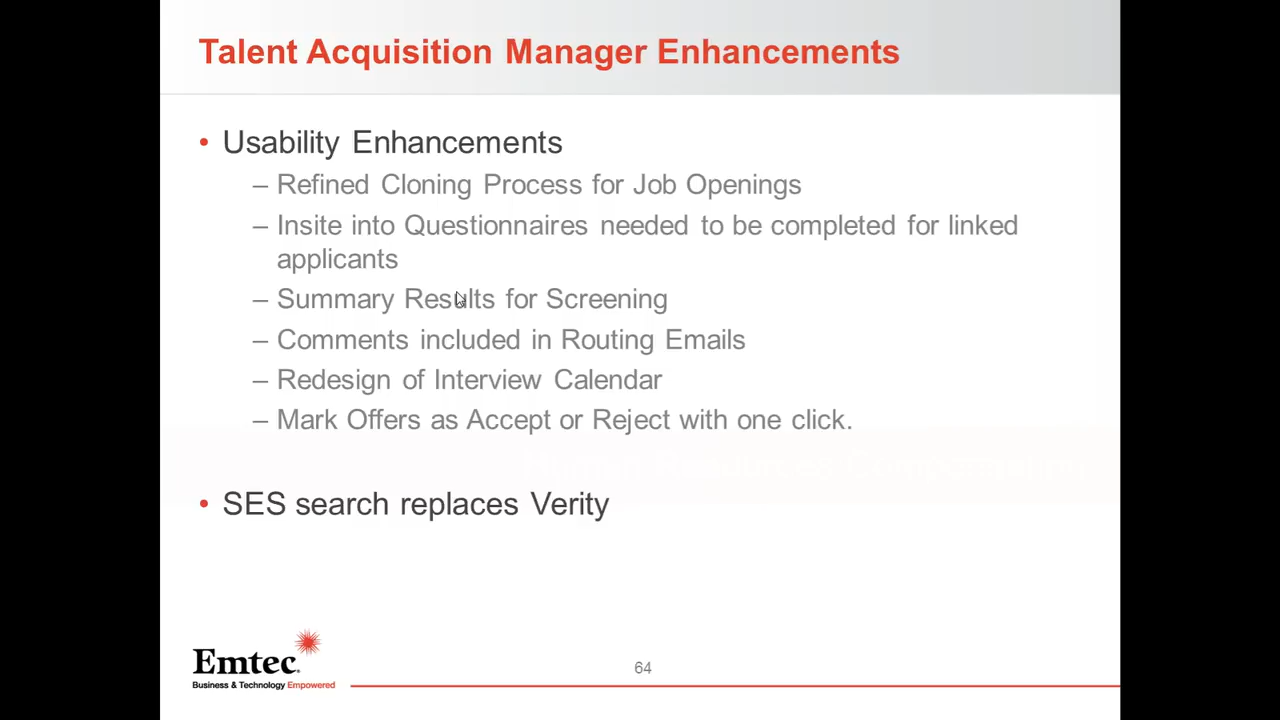 Talent Acquisition Manager Enhancements
• Usability Enhancements
– Refined Cloning Process for Job Openings
– Insite into Questionnaires needed to be completed for linked
applicants
– Summary Results for Screening
– Comments included in Routing Emails
– Redesign of Interview Calendar
– Mark Offers as Accept or Reject with one click.
• SES search replaces Verity
Emtec
Business & Technology Empowered
64